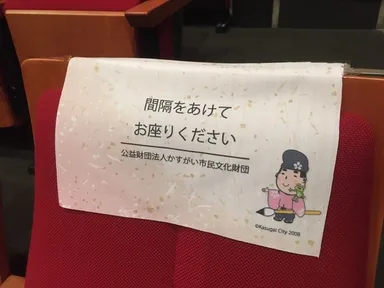 間隔をあけて
お座りください
公益財団法人かすがい市民文化財団
©Kasugai City 2008